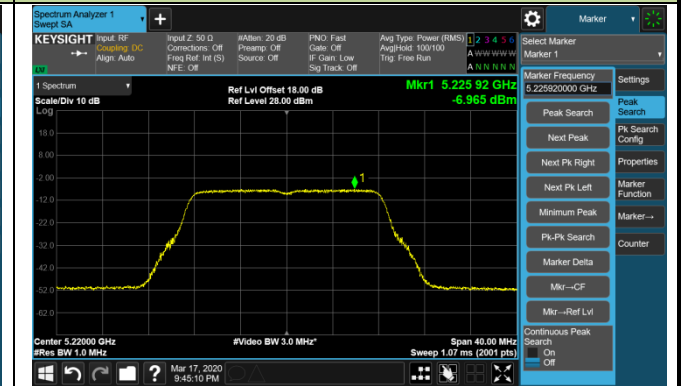 Spectrum Analyzer 1
Swept SA
Marker
KEYSIGHT
Input: RF
Coupling: DC
Align: Auto
Input Z: 50 Ω
Corrections: Off
Freq Ref: Int (S)
NFE: Off
#Atten: 20 dB
Preamp: Off
Source: Off
PNO: Fast
Gate: Off
IF Gain: Low
Sig Track: Off
Avg Type: Power (RMS)
Avg|Hold: 100/100
Trig: Free Run
1 2 3 4 5 6
A W W W W W
A N N N N N
LV
Select Marker
Marker 1
1 Spectrum
Scale/Div 10 dB
Log
Ref Lvl Offset 18.00 dB
Ref Level 28.00 dBm
Mkr1 5.225 92 GHz
-6.965 dBm
18.0
8.00
-2.00
-12.0
-22.0
-32.0
-42.0
-52.0
-62.0
1
Center 5.22000 GHz
#Res BW 1.0 MHz
#Video BW 3.0 MHz*
Span 40.00 MHz
Sweep 1.07 ms (2001 pts)
Marker Frequency
5.225920000 GHz
Peak Search
Next Peak
Next Pk Right
Next Pk Left
Minimum Peak
Pk-Pk Search
Marker Delta
Mkr→CF
Mkr→Ref Lvl
Continuous Peak
Search
On
Off
Settings
Peak
Search
Pk Search
Config
Properties
Marker
Function
Marker→
Counter
Mar 17, 2020
9:45:10 PM